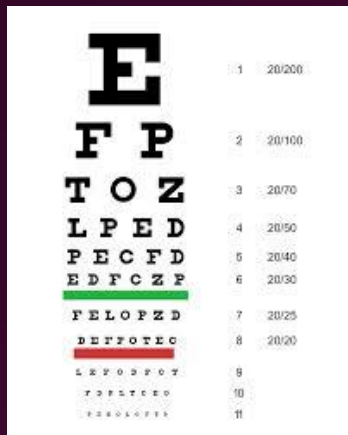 E 1 20/200
F P 2 20/100
T O Z 3 20/70
L P E D 4 20/50
P E C F D 5 20/40
E D F C Z P 6 20/30
F E L O P Z D 7 20/25
D E F P O T E C 8 20/20
9
10
11